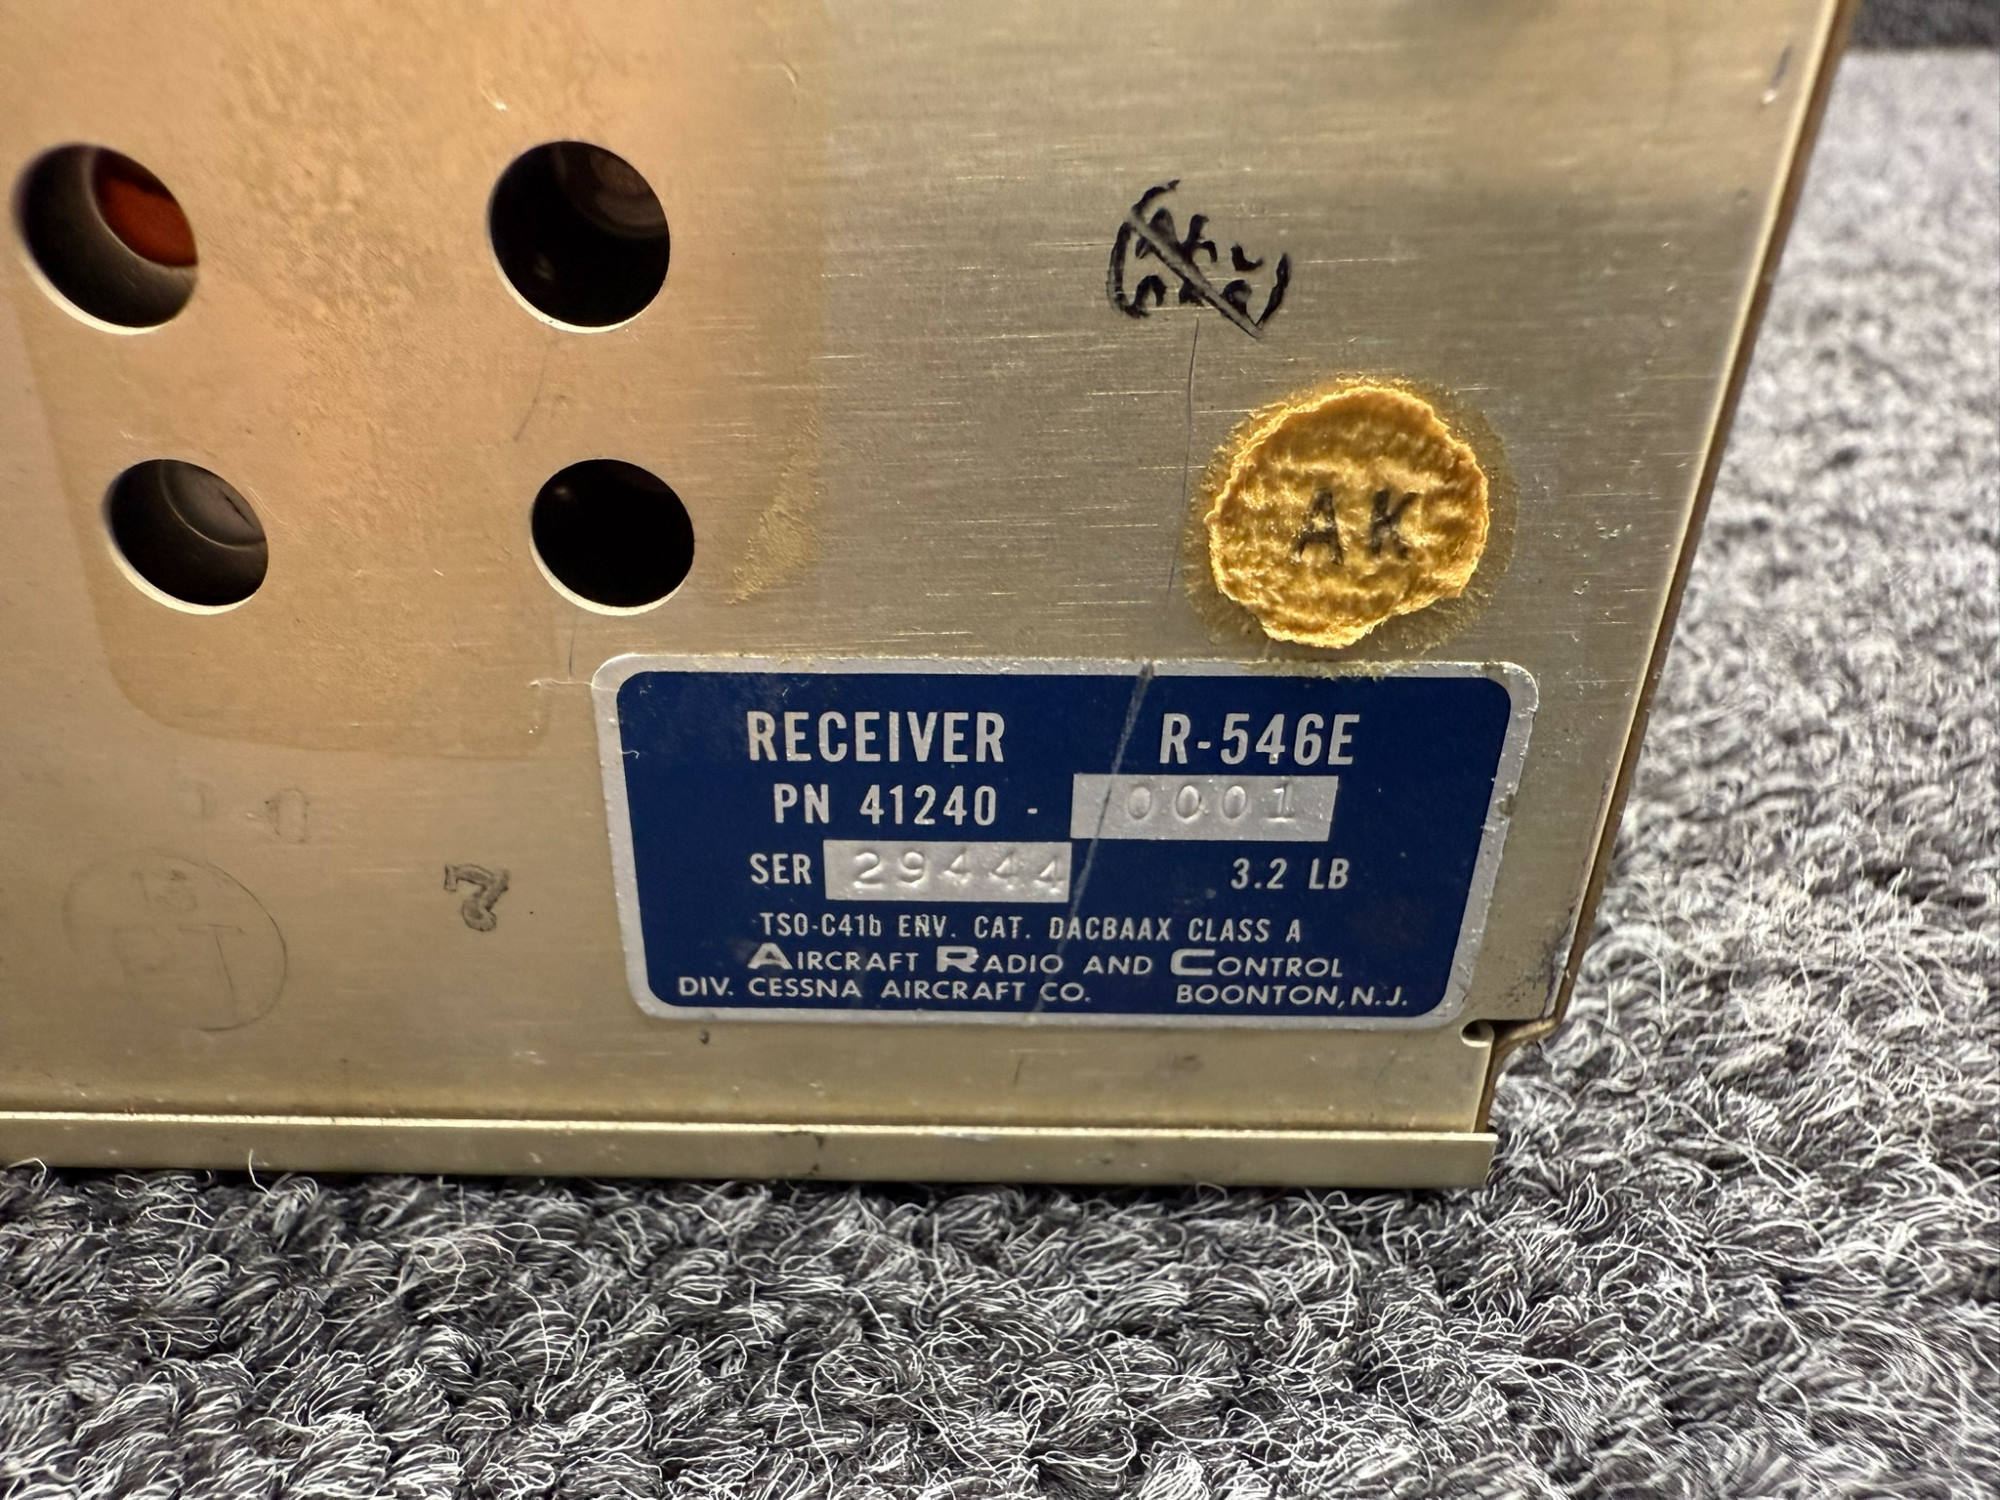 AK
RECEIVER R-546E
PN 41240 - 0001
SER 29444 3.2 LB
TSO-C41b ENV. CAT. DACBAAX CLASS A
AIRCRAFT RADIO AND CONTROL
DIV. CESSNA AIRCRAFT CO. BOONTON, N.J.
7